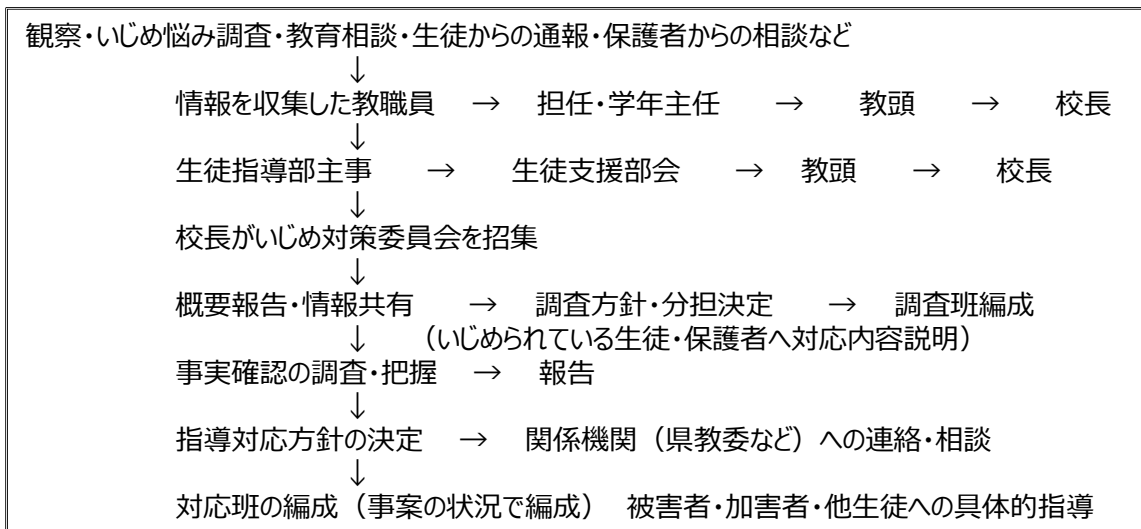 観察・いじめ悩み調査・教育相談・生徒からの通報・保護者からの相談など
↓
情報を収集した教職員 → 担任・学年主任 → 教頭 → 校長
↓
生徒指導部主事 → 生徒支援部会 → 教頭 → 校長
↓
校長がいじめ対策委員会を招集
↓
概要報告・情報共有 → 調査方針・分担決定 → 調査班編成
↓ （いじめられている生徒・保護者へ対応内容説明）
事実確認の調査・把握 → 報告
↓
指導対応方針の決定 → 関係機関（県教委など）への連絡・相談
↓
対応班の編成（事案の状況で編成） 被害者・加害者・他生徒への具体的指導